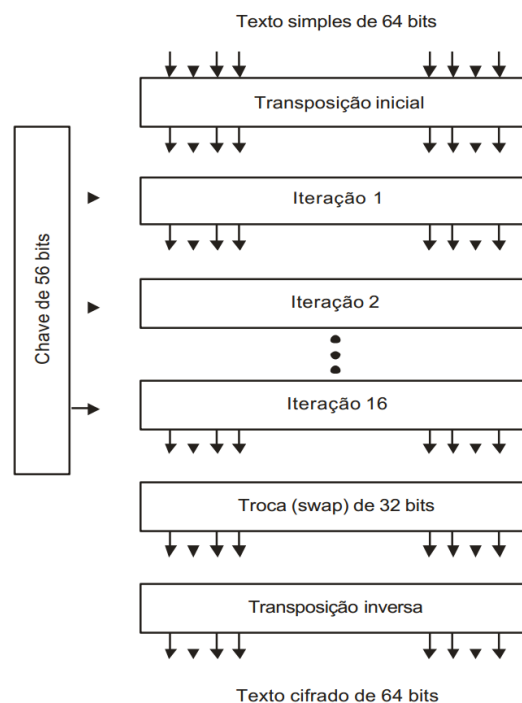 Texto simples de 64 bits
Transposição inicial
Chave de 56 bits
Iteração 1
Iteração 2
Iteração 16
Troca (swap) de 32 bits
Transposição inversa
Texto cifrado de 64 bits